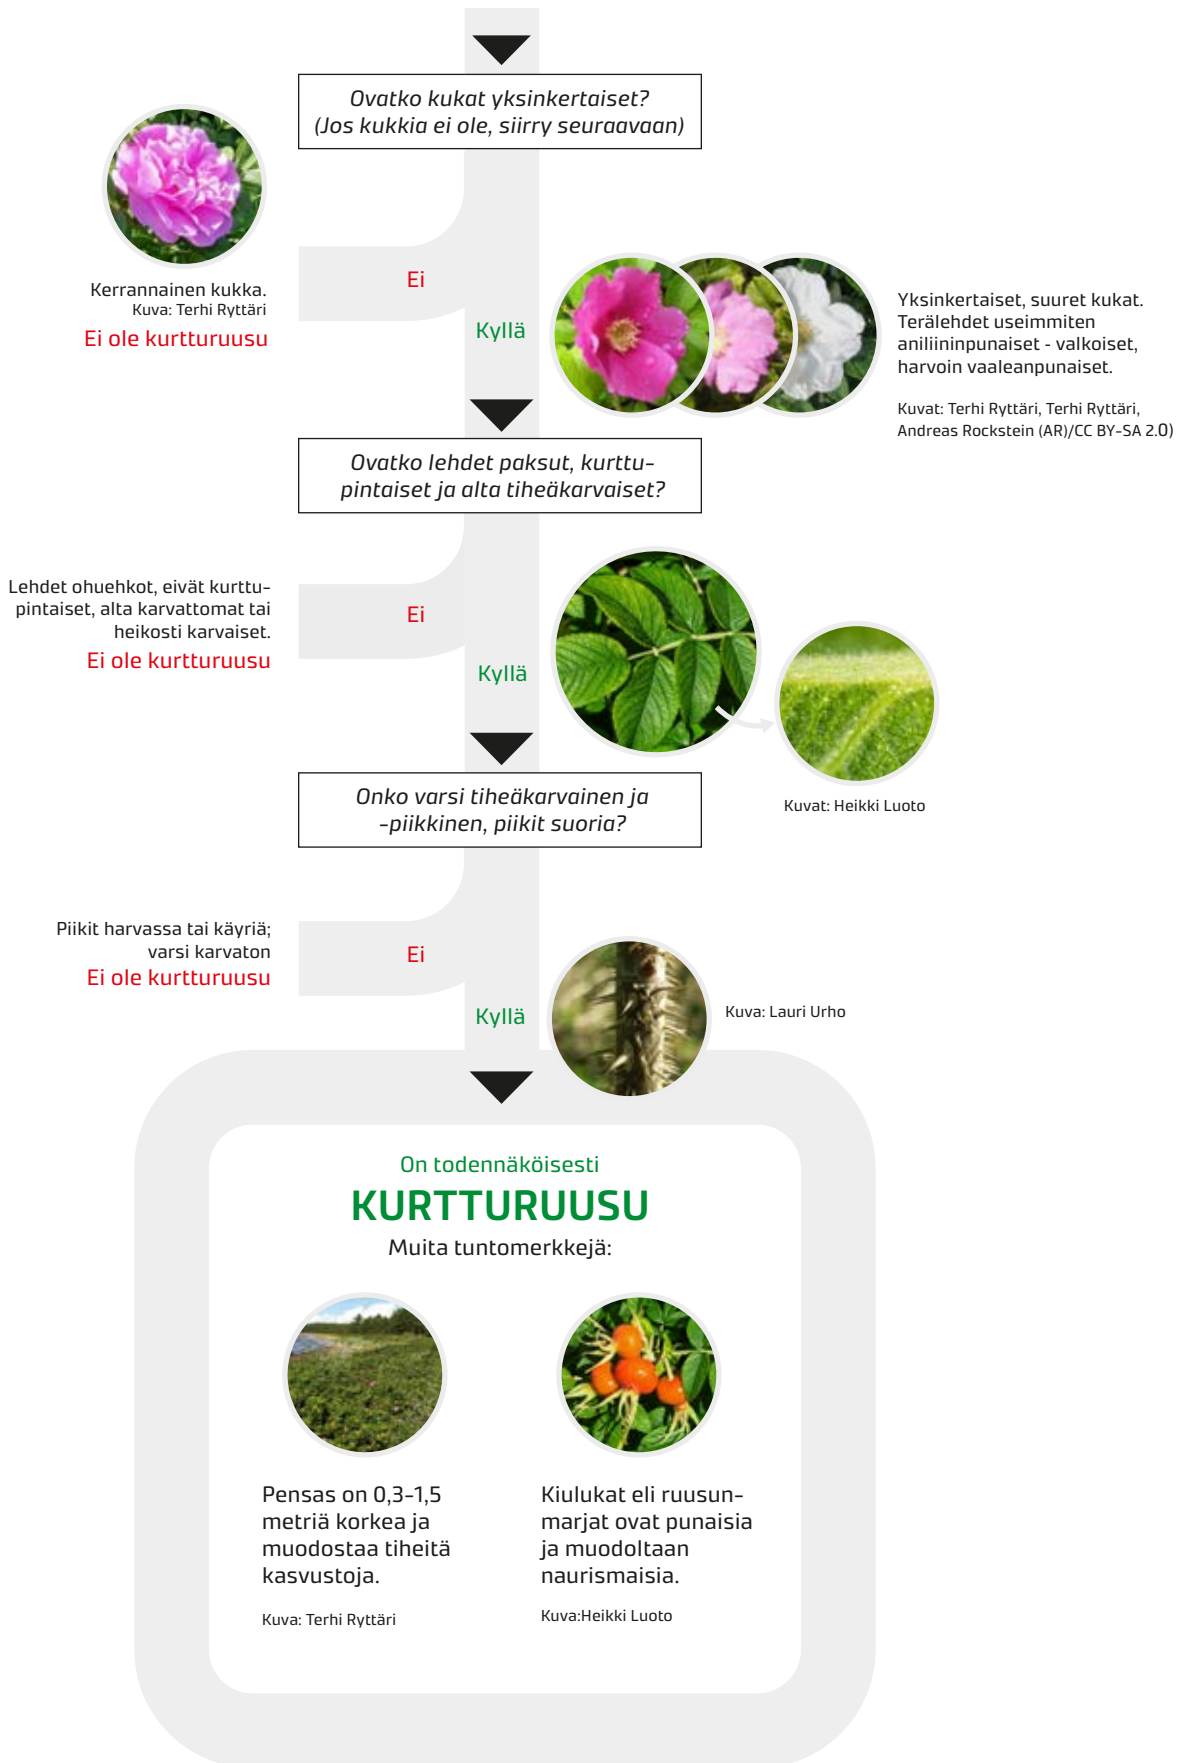 Ovatko kukat yksinkertaiset?
(Jos kukkia ei ole, siirry seuraavaan)
Ei
Kerrannainen kukka.
Kuva: Terhi Ryttäri
Ei ole kurtturuusu
Kyllä
Yksinkertaiset, suuret kukat.
Terälehdet useimmiten
aniliininpunaiset - valkoiset,
harvoin vaaleanpunaiset.
Kuvat: Terhi Ryttäri, Terhi Ryttäri,
Andreas Rockstein (AR)/CC BY-SA 2.0)
Ovatko lehdet paksut, kurttu-
pintaiset ja alta tiheäkarvaiset?
Lehdet ohuehkot, eivät kurttu-
pintaiset, alta karvattomat tai
heikosti karvaiset.
Ei ole kurtturuusu
Ei
Kyllä
Kuvat: Heikki Luoto
Onko varsi tiheäkarvainen ja
-piikkinen, piikit suoria?
Piikit harvassa tai käyriä;
varsi karvaton
Ei ole kurtturuusu
Ei
Kyllä
Kuva: Lauri Urho
On todennäköisesti
KURTTURUUSU
Muita tuntomerkkejä:
Pensas on 0,3-1,5
metriä korkea ja
muodostaa tiheitä
kasvustoja.
Kuva: Terhi Ryttäri
Kiulukat eli ruusun-
marjat ovat punaisia
ja muodoltaan
naurismaisia.
Kuva:Heikki Luoto